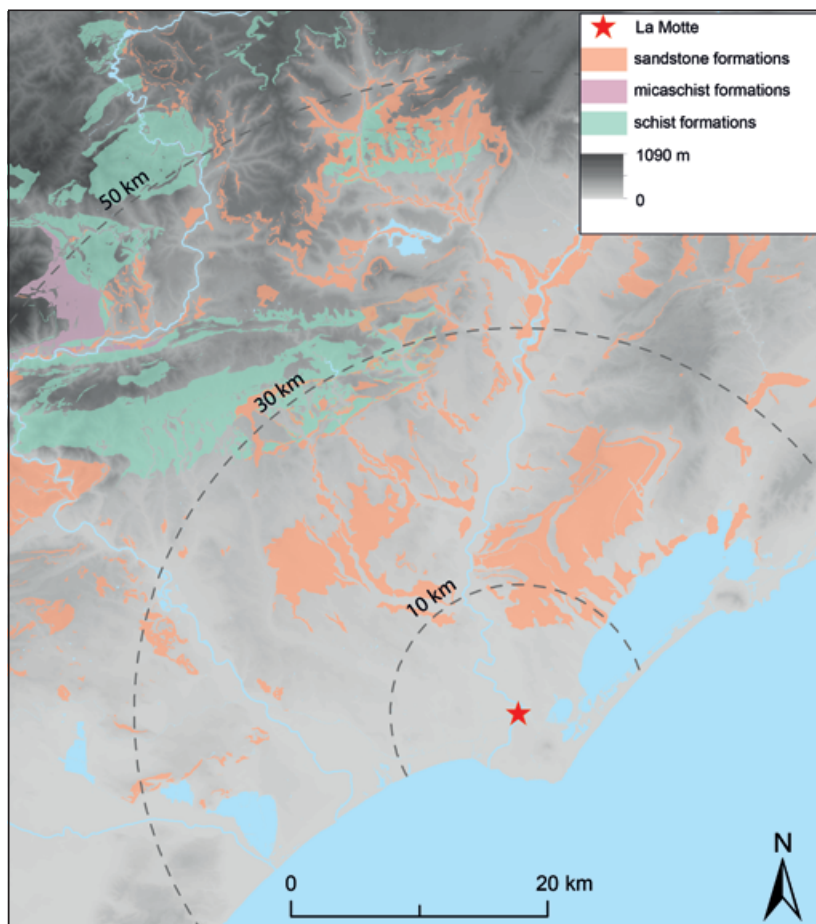 La Motte
sandstone formations
micaschist formations
schist formations
1090 m
0
50 km
30 km
10 km
N
0 20 km